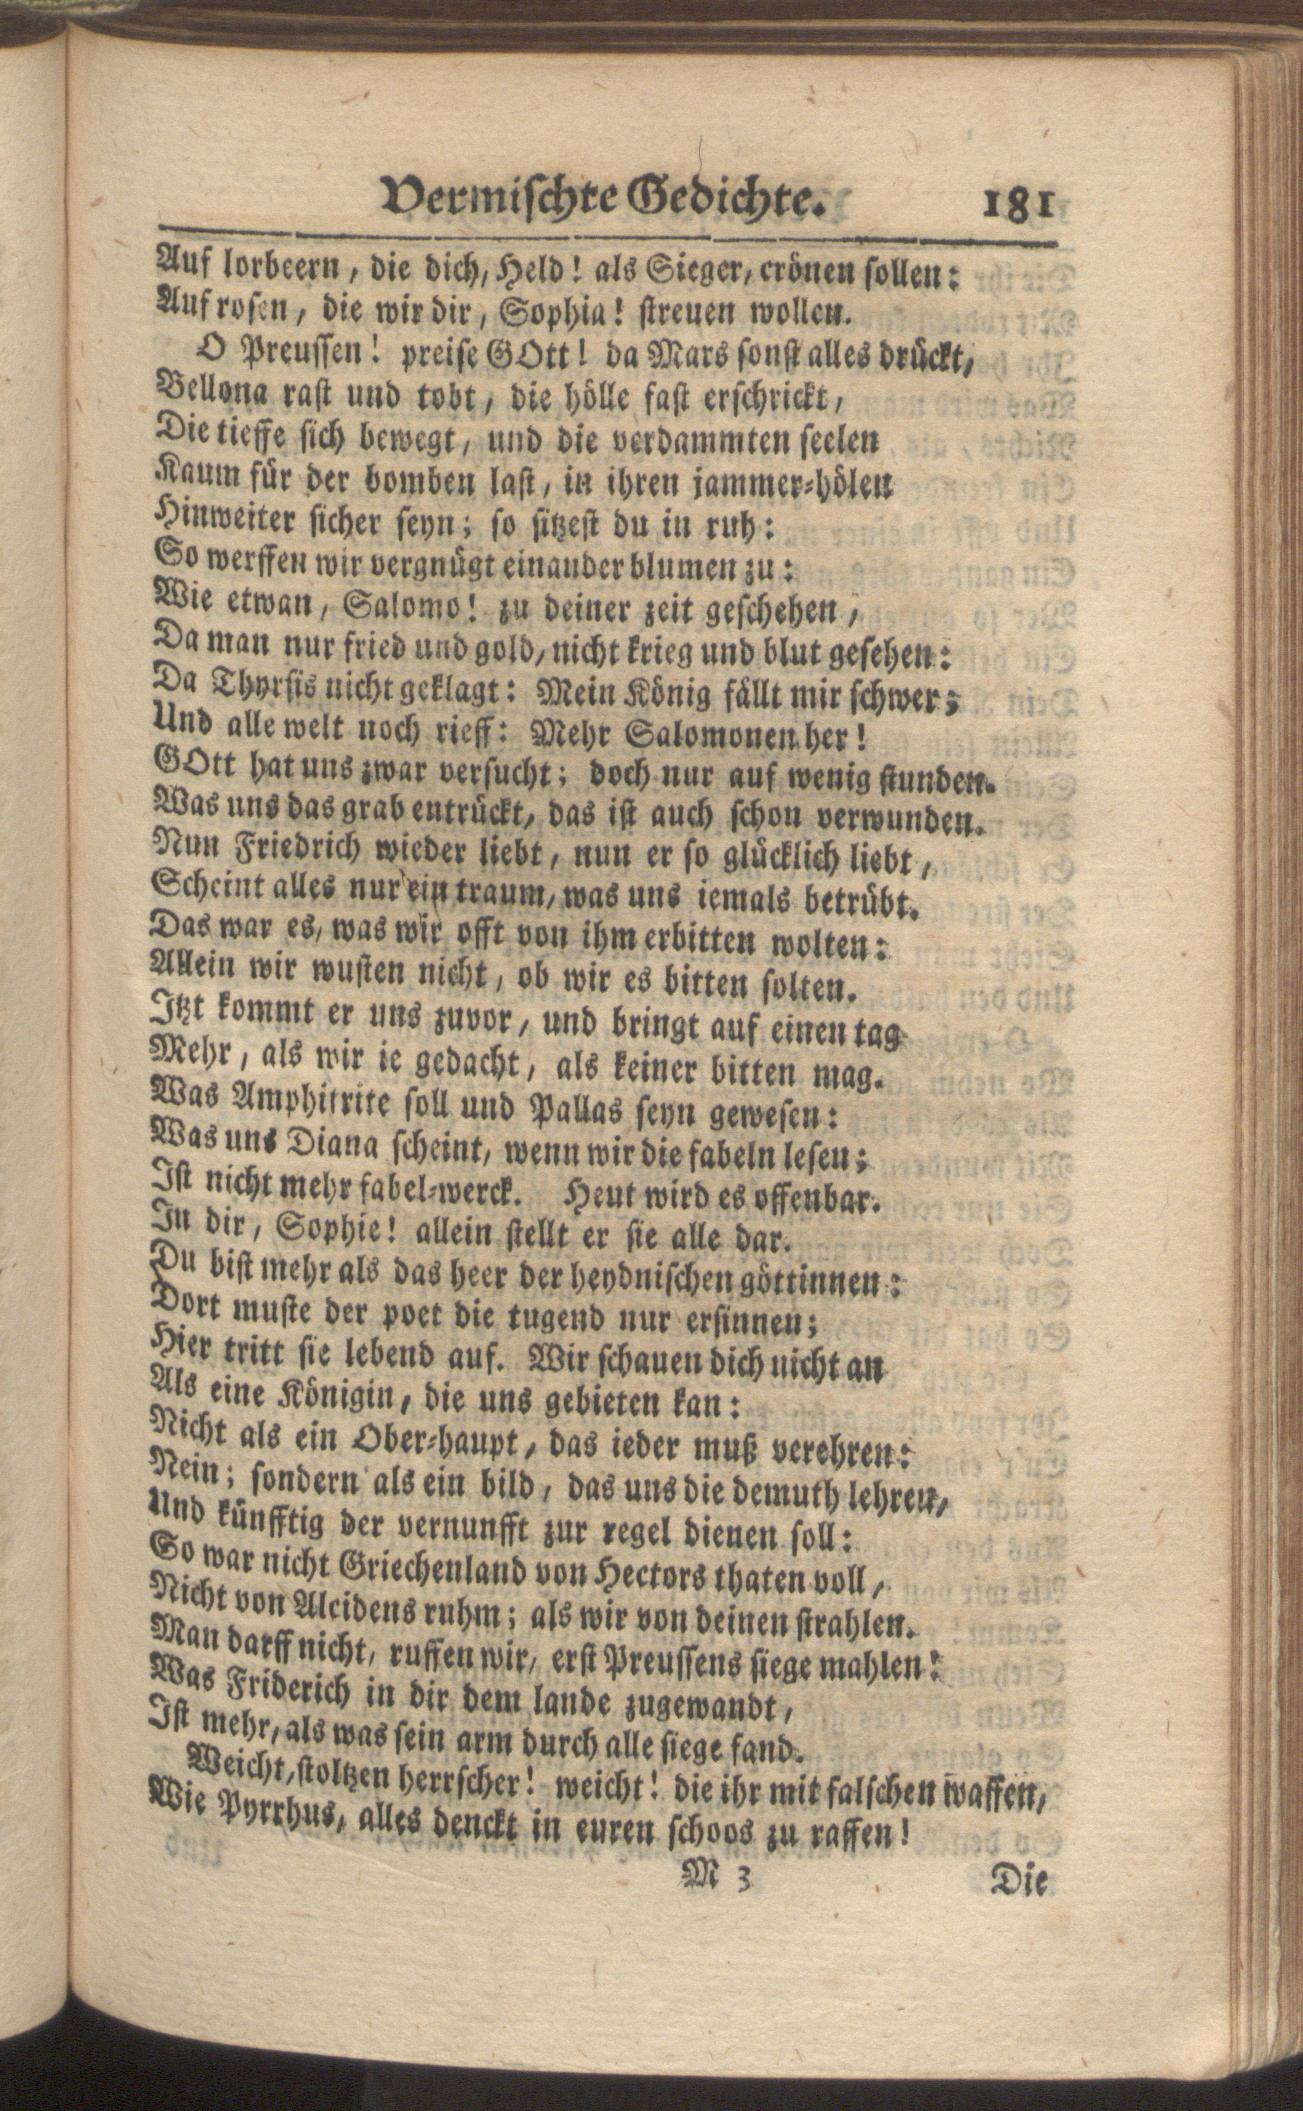 Vermischte Gedichte. 181
Auf lorbeern, die dich, Held! als Sieger, crönen sollen:
Auf rosen, die wir dir, Sophia! streuen wollen.
O Preussen! preise GOtt! da Mars sonst alles drückt,
Bellona rast und tobt, die hölle fast erschrickt,
Die tieffe sich bewegt, und die verdammten seelen
Kaum für der bomben last, in ihren jammer-hölen
Hinweiter sicher seyn; so sitzest du in ruh:
So werffen wir vergnügt einander blumen zu:
Wie etwan, Salomo! zu deiner zeit geschehen,
Da man nur fried und gold, nicht krieg und blut gesehen:
Da Thyrsis nicht geklagt: Mein König fällt mir schwer;
Und alle welt noch rieff: Mehr Salomonen her!
GOtt hat uns zwar versucht; doch nur auf wenig stunden.
Was uns das grab entrückt, das ist auch schon verwunden.
Nun Friedrich wieder liebt, nun er so glücklich liebt,
Scheint alles nur ein traum, was uns iemals betrübt.
Das war es, was wir offt von ihm erbitten wolten:
Allein wir wusten nicht, ob wir es bitten solten.
Itzt kommt er uns zuvor, und bringt auf einen tag
Mehr, als wir ie gedacht, als keiner bitten mag.
Was Amphitrite soll und Pallas seyn gewesen:
Was uns Diana scheint, wenn wir die fabeln lesen;
Ist nicht mehr fabel-werck. Heut wird es offenbar.
In dir, Sophie! allein stellt er sie alle dar.
Du bist mehr als das heer der heydnischen göttinnen:
Dort muste der poet die tugend nur ersinnen;
Hier tritt sie lebend auf. Wir schauen dich nicht an
Als eine Königin, die uns gebieten kan:
Nicht als ein Ober-haupt, das ieder muß verehren:
Nein; sondern als ein bild, das uns die demuth lehren,
Und künfftig der vernunfft zur regel dienen soll:
So war nicht Griechenland von Hectors thaten voll,
Nicht von Alcidens ruhm; als wir von deinen strahlen.
Man darff nicht, ruffen wir, erst Preussens siege mahlen!
Was Friderich in dir dem lande zugewandt,
Ist mehr, als was sein arm durch alle siege fand.
Weicht, stoltzen herrscher! weicht! die ihr mit falschen waffen,
Wie Pyrrhus, alles denckt in euren schoos zu raffen!
M 3 Die